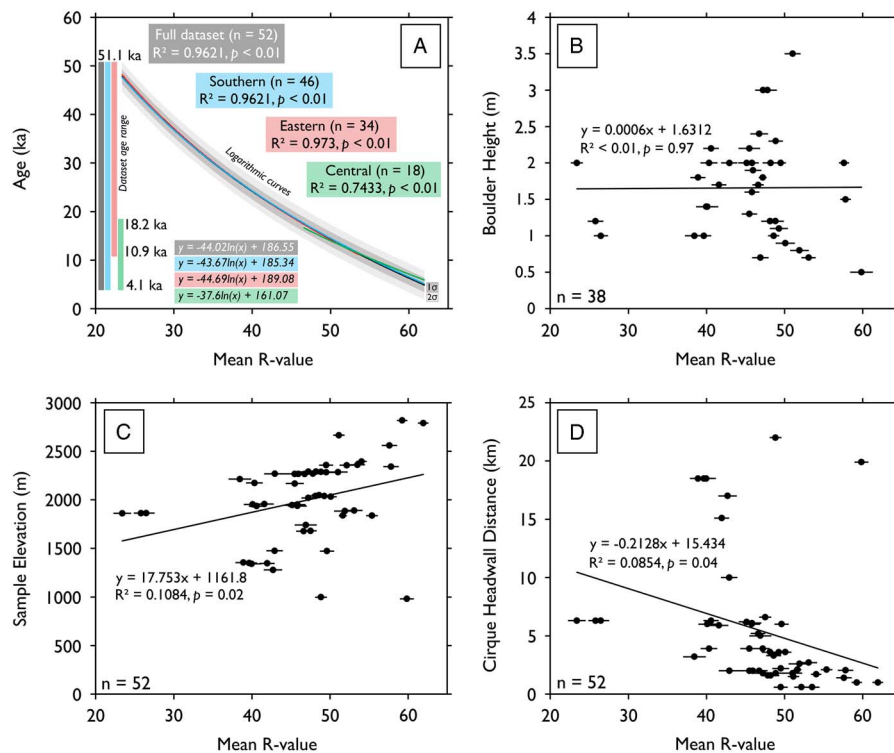 A
Full dataset (n = 52)
R² = 0.9621, p < 0.01
51.1 ka
Southern (n = 46)
R² = 0.9621, p < 0.01
Eastern (n = 34)
R² = 0.973, p < 0.01
Central (n = 18)
R² = 0.7433, p < 0.01
Dataset age range
Logarithmic curves
18.2 ka
10.9 ka
4.1 ka
y = -44.02ln(x) + 186.55
y = -43.67ln(x) + 185.34
y = -44.69ln(x) + 189.08
y = -37.6ln(x) + 161.07
1σ
2σ
60
50
40
30
20
10
0
Age (ka)
20 30 40 50 60
Mean R-value
B
4
3.5
3
2.5
2
1.5
1
0.5
0
Boulder Height (m)
y = 0.0006x + 1.6312
R² < 0.01, p = 0.97
n = 38
20 30 40 50 60
Mean R-value
C
3000
2500
2000
1500
1000
500
0
Sample Elevation (m)
y = 17.753x + 1161.8
R² = 0.1084, p = 0.02
n = 52
20 30 40 50 60
Mean R-value
D
25
20
15
10
5
0
Cirque Headwall Distance (km)
y = -0.2128x + 15.434
R² = 0.0854, p = 0.04
n = 52
20 30 40 50 60
Mean R-value